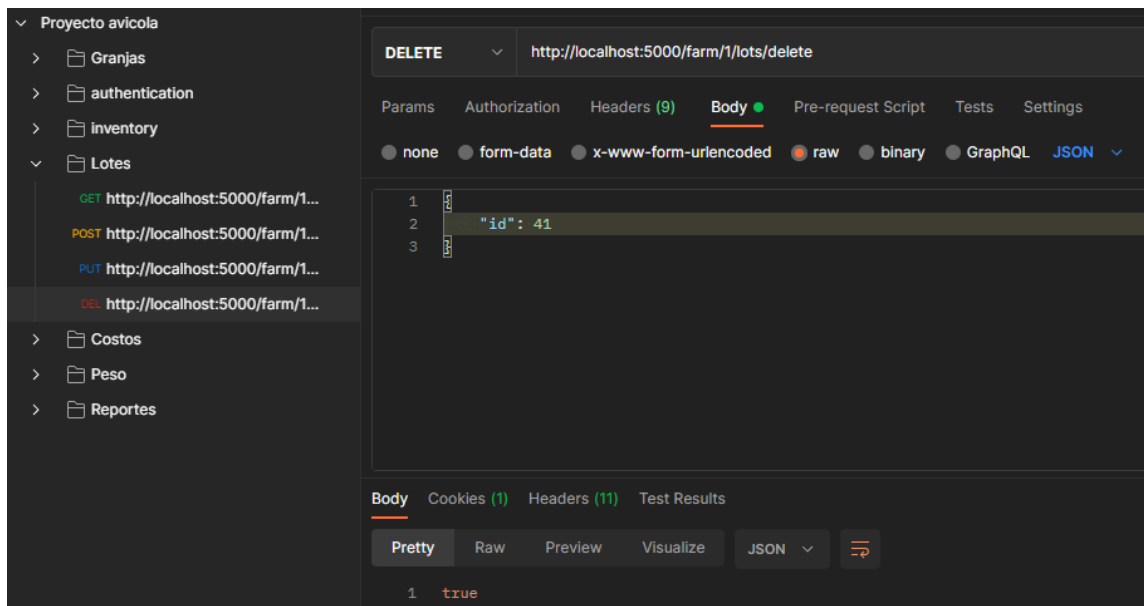 Proyecto avicola
Granjas
authentication
inventory
Lotes
GET http://localhost:5000/farm/1...
POST http://localhost:5000/farm/1...
PUT http://localhost:5000/farm/1...
DEL http://localhost:5000/farm/1...
Costos
Peso
Reportes
DELETE http://localhost:5000/farm/1/lots/delete
Params Authorization Headers (9) Body Pre-request Script Tests Settings
none form-data x-www-form-urlencoded raw binary GraphQL JSON
1 {
2 "id": 41
3 }
Body Cookies (1) Headers (11) Test Results
Pretty Raw Preview Visualize JSON
1 true